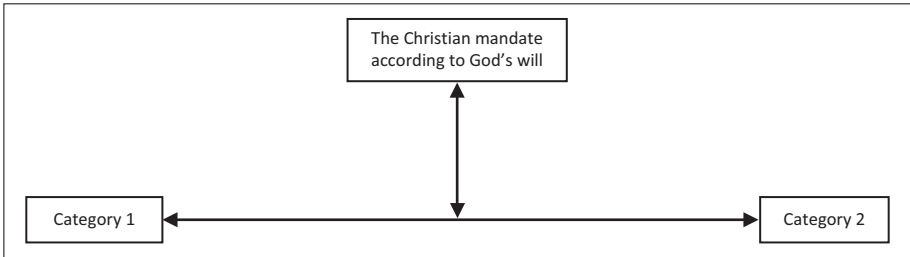 The Christian mandate
according to God’s will
Category 1
Category 2